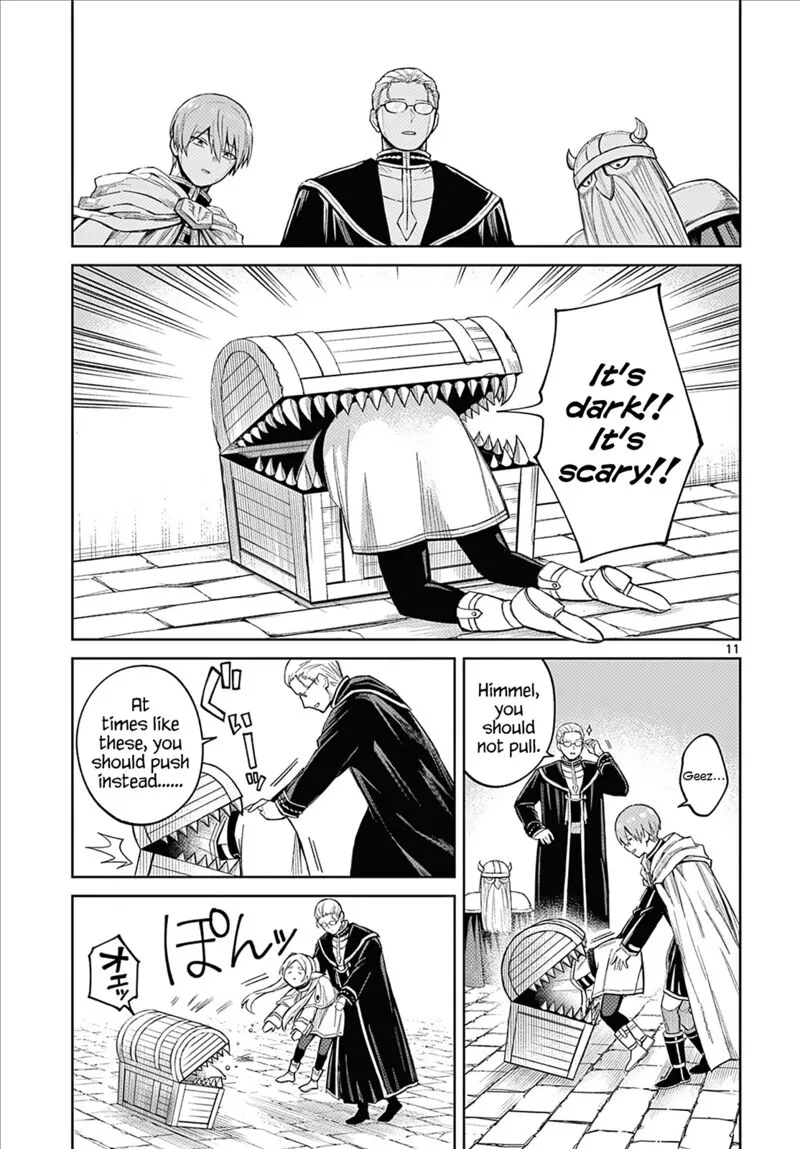 It's
dark!!
It's
scary!!
11
Himmel,
you
should
not pull.
Geez...
At
times like
these, you
should push
instead......
ぐいっ
ぽんッ
オエッ